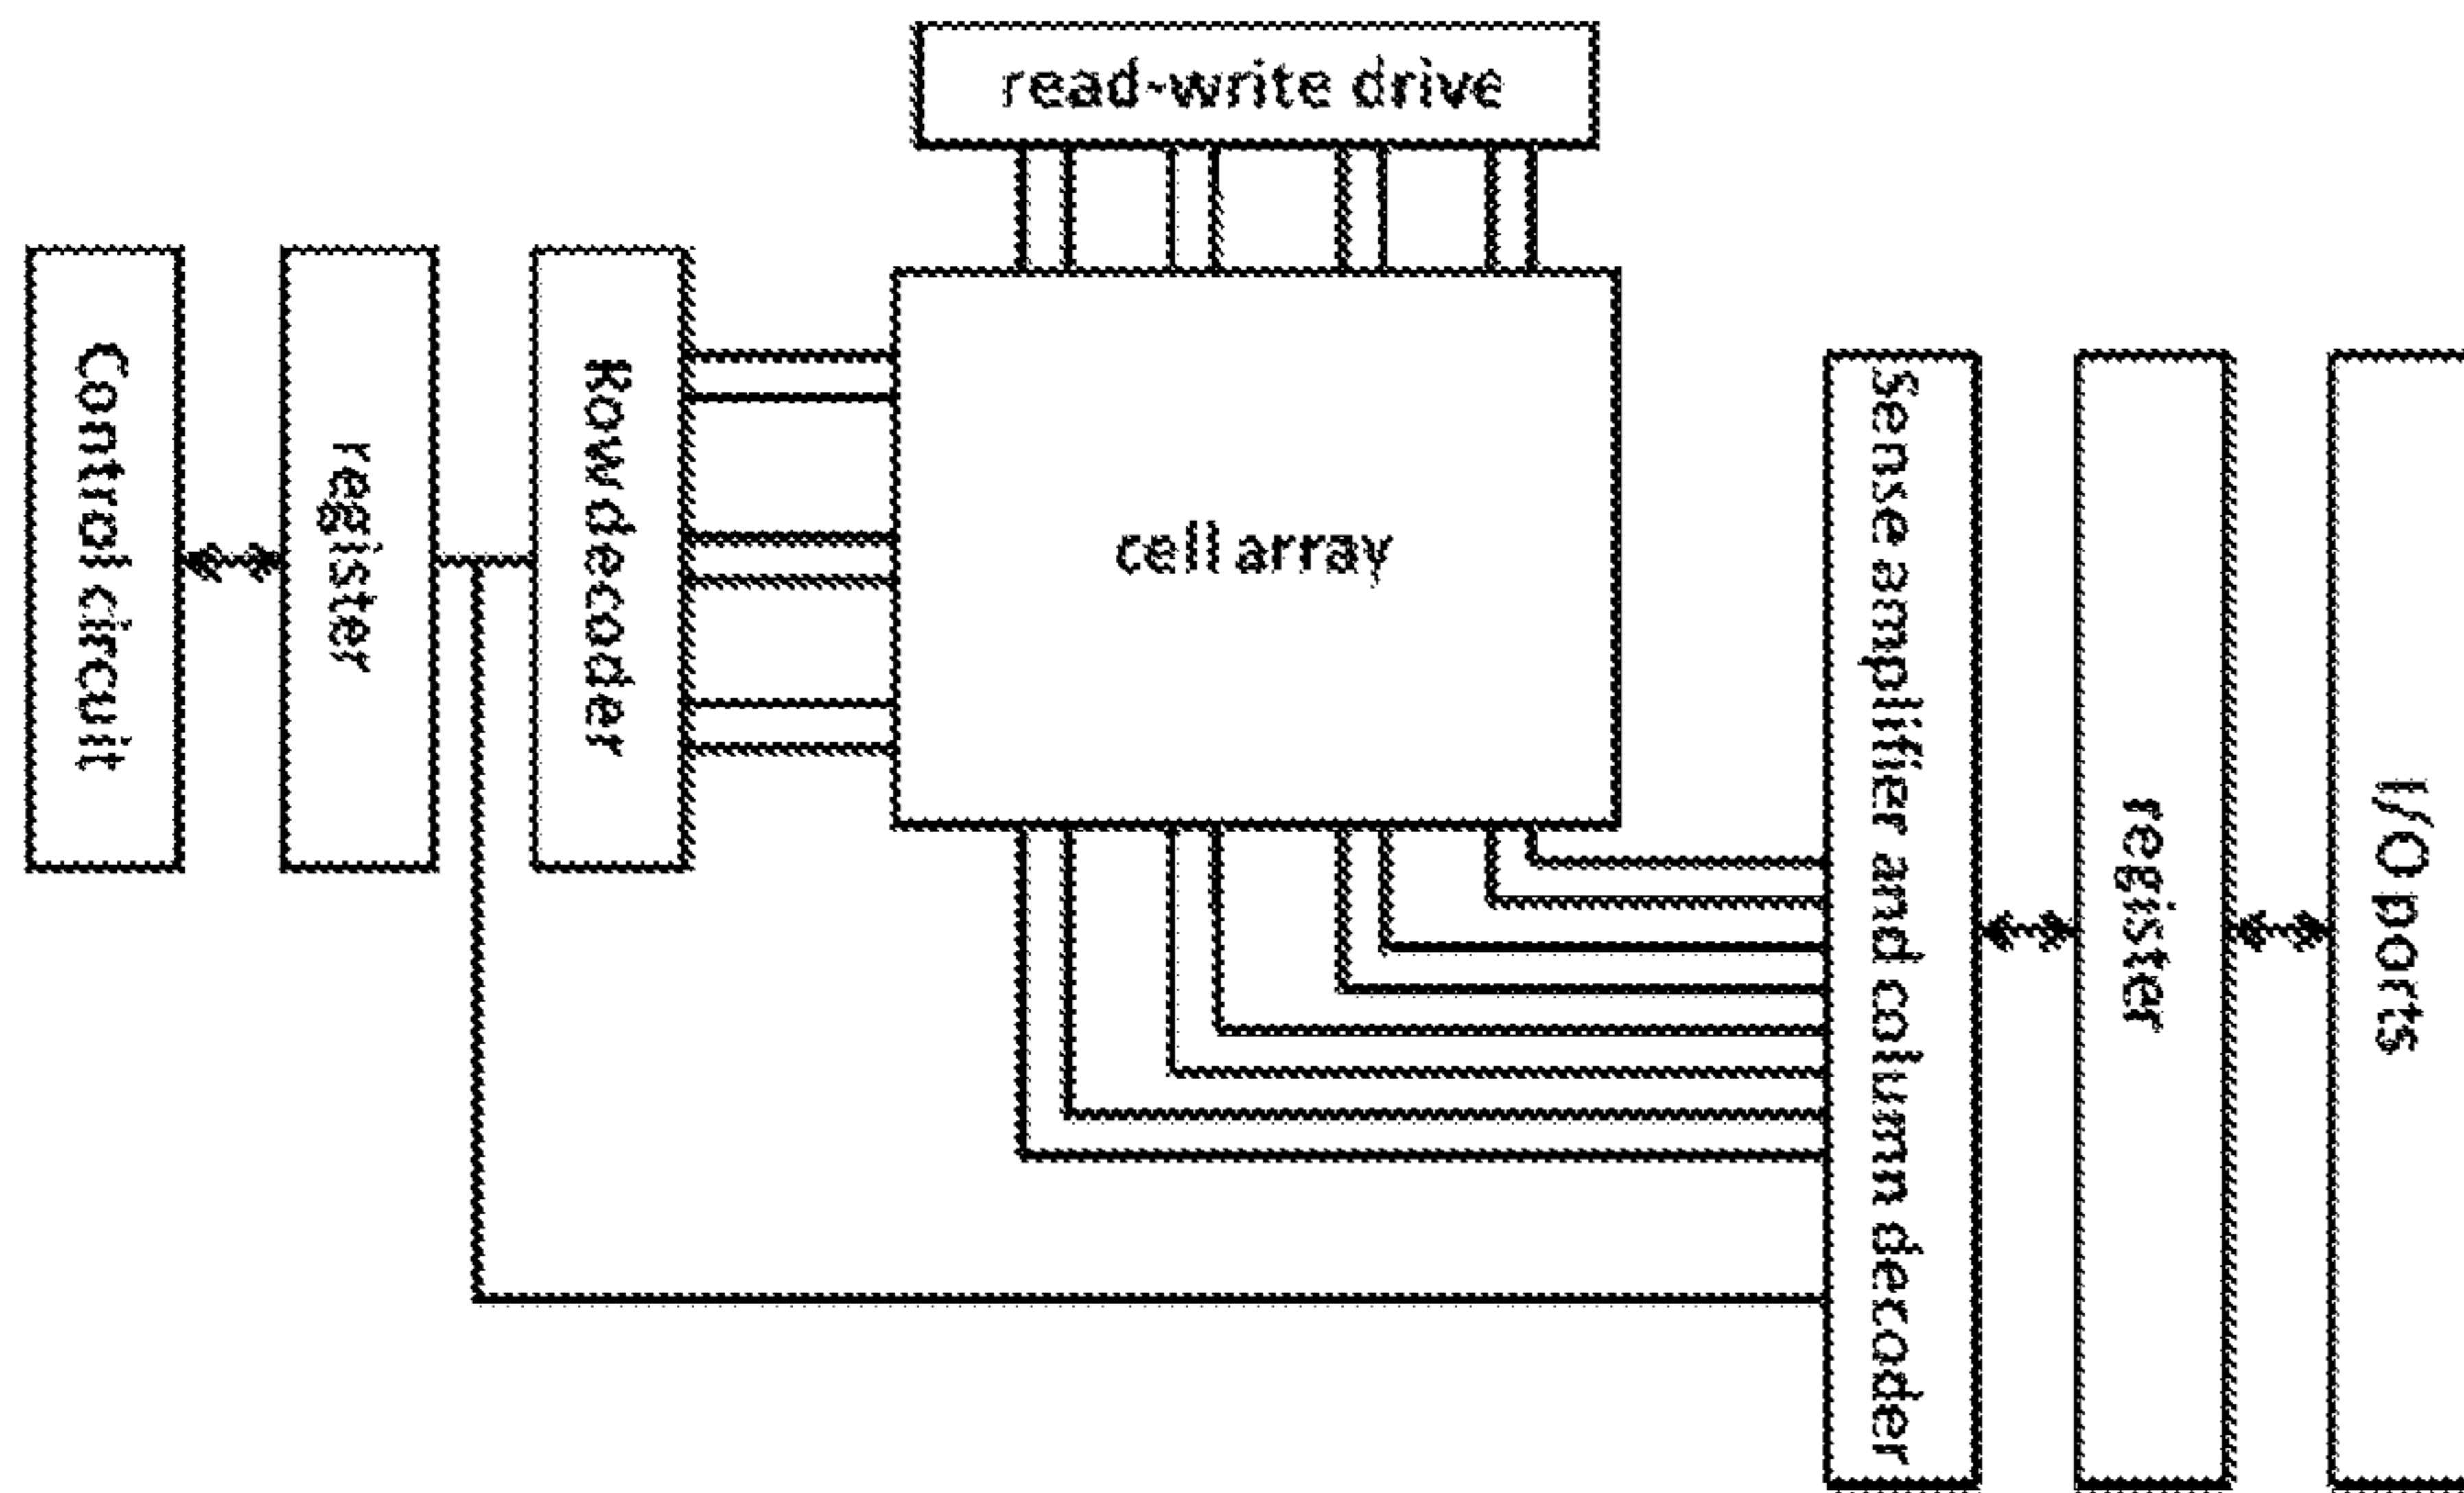 read-write drive
Control circuit
register
Row decoder
cell array
Sense amplifier and column decoder
register
I/O ports